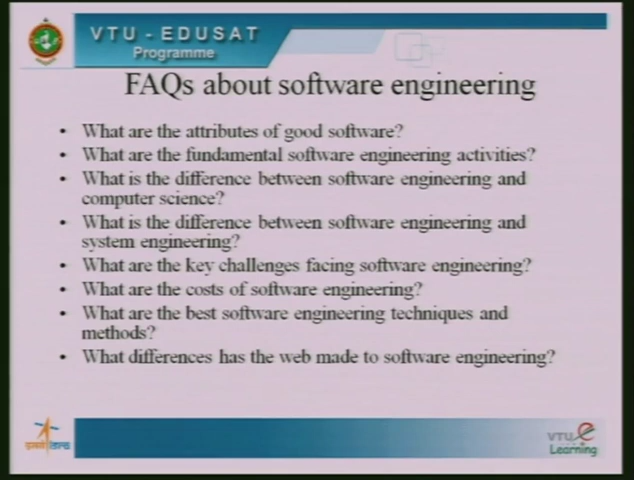 VTU - EDUSAT
Programme
FAQs about software engineering
• What are the attributes of good software?
• What are the fundamental software engineering activities?
• What is the difference between software engineering and
computer science?
• What is the difference between software engineering and
system engineering?
• What are the key challenges facing software engineering?
• What are the costs of software engineering?
• What are the best software engineering techniques and
methods?
• What differences has the web made to software engineering?
इसरो isro
VTU e
Learning